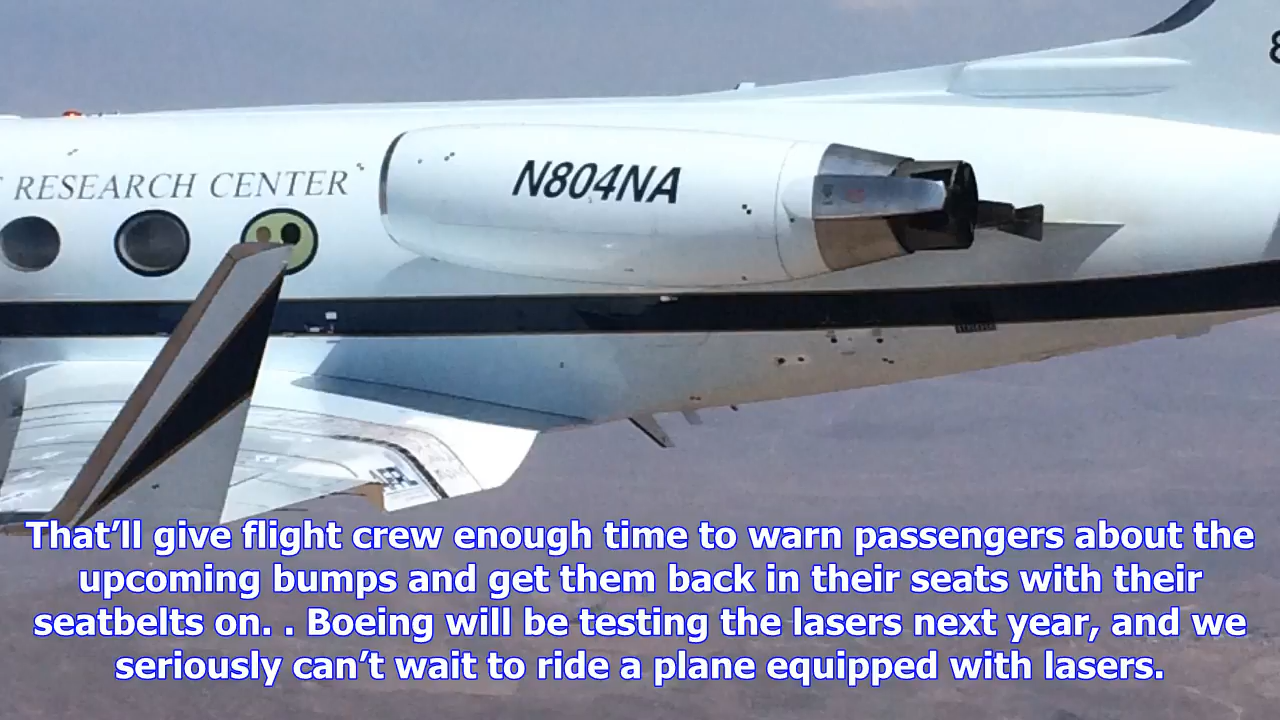 8
RESEARCH CENTER
N804NA
That’ll give flight crew enough time to warn passengers about the
upcoming bumps and get them back in their seats with their
seatbelts on. . Boeing will be testing the lasers next year, and we
seriously can’t wait to ride a plane equipped with lasers.